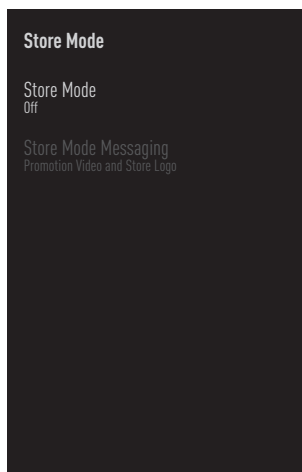 Store Mode
Store Mode
Off
Store Mode Messaging
Promotion Video and Store Logo